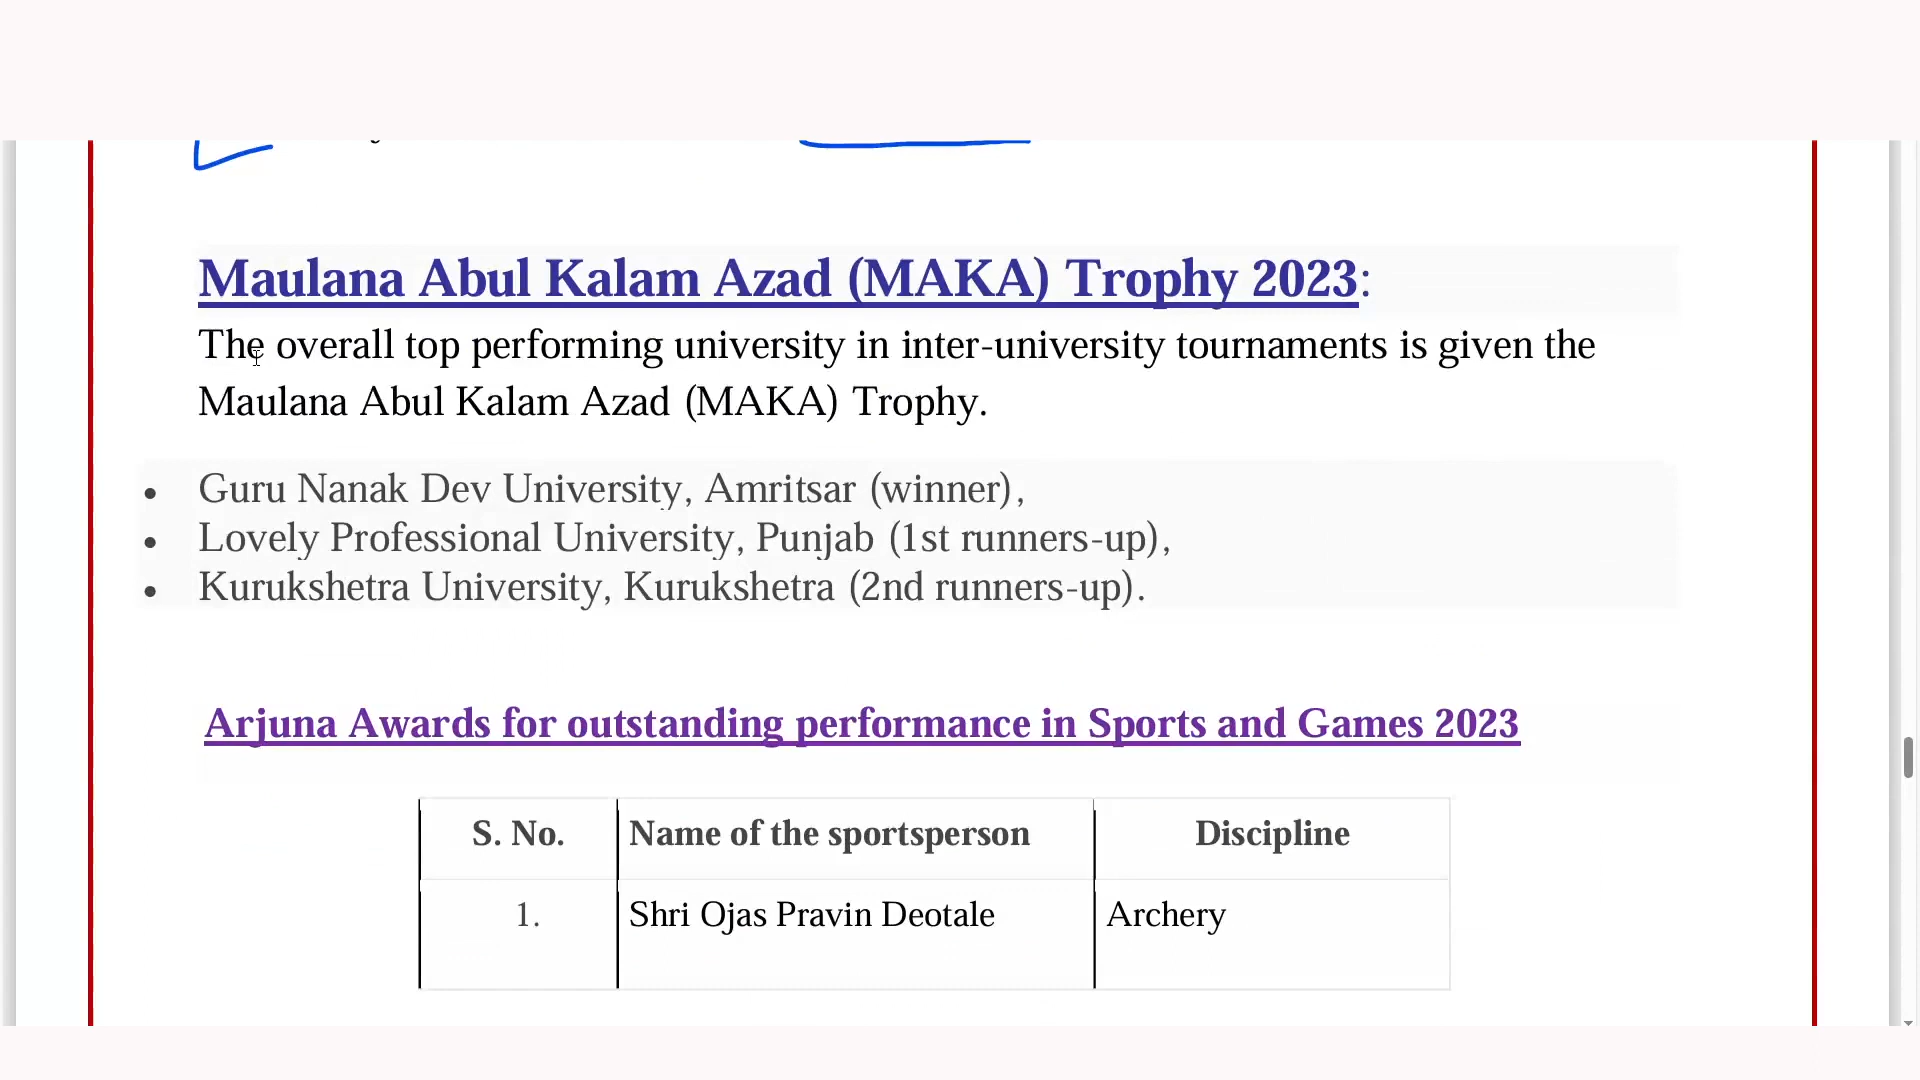 Maulana Abul Kalam Azad (MAKA) Trophy 2023:
The overall top performing university in inter-university tournaments is given the
Maulana Abul Kalam Azad (MAKA) Trophy.
• Guru Nanak Dev University, Amritsar (winner),
• Lovely Professional University, Punjab (1st runners-up),
• Kurukshetra University, Kurukshetra (2nd runners-up).
Arjuna Awards for outstanding performance in Sports and Games 2023
S. No. Name of the sportsperson Discipline
1. Shri Ojas Pravin Deotale Archery